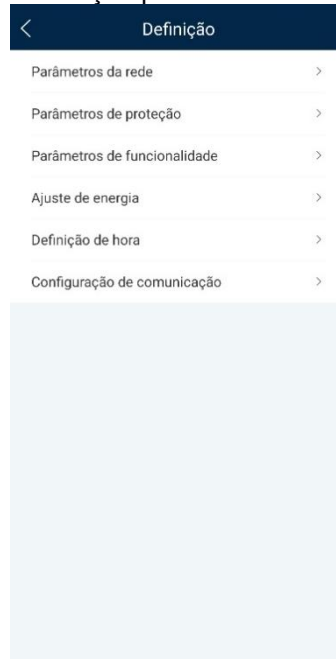 Definição
Parâmetros da rede
Parâmetros de proteção
Parâmetros de funcionalidade
Ajuste de energia
Definição de hora
Configuração de comunicação